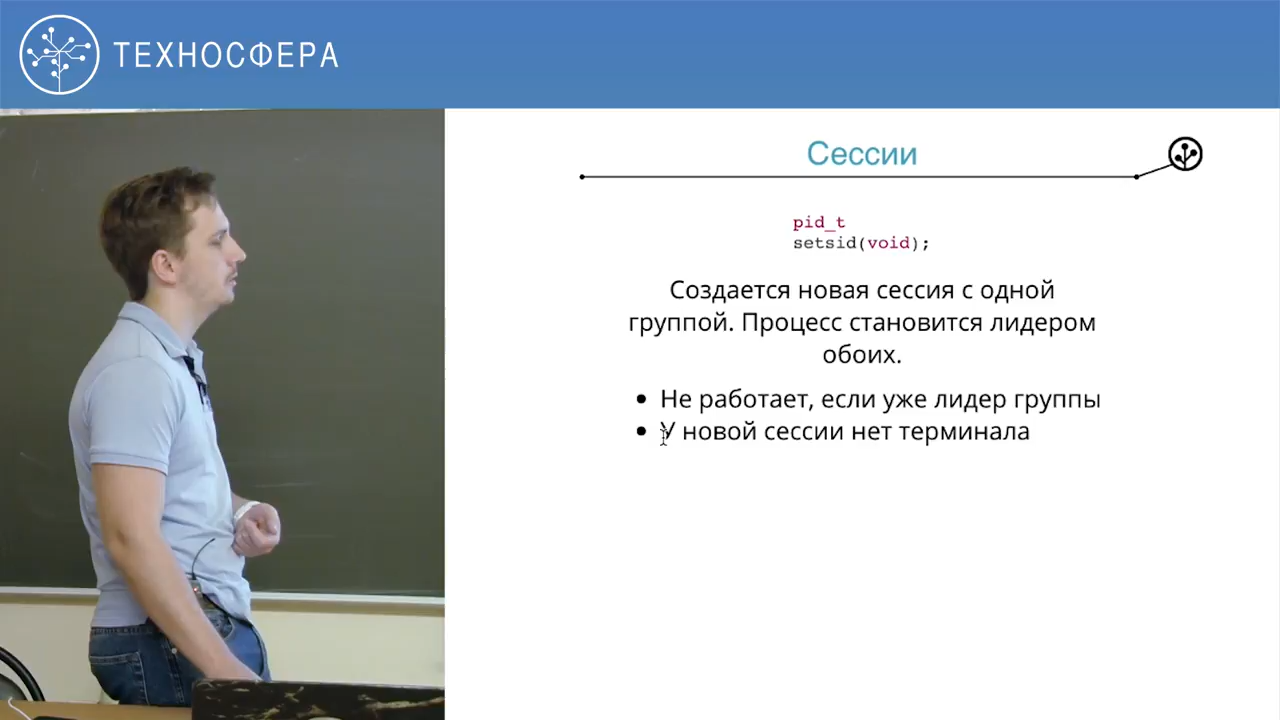 ТЕХНОСФЕРА
Сессии
pid_t
setsid(void);
Создается новая сессия с одной
группой. Процесс становится лидером
обоих.
• Не работает, если уже лидер группы
• У новой сессии нет терминала